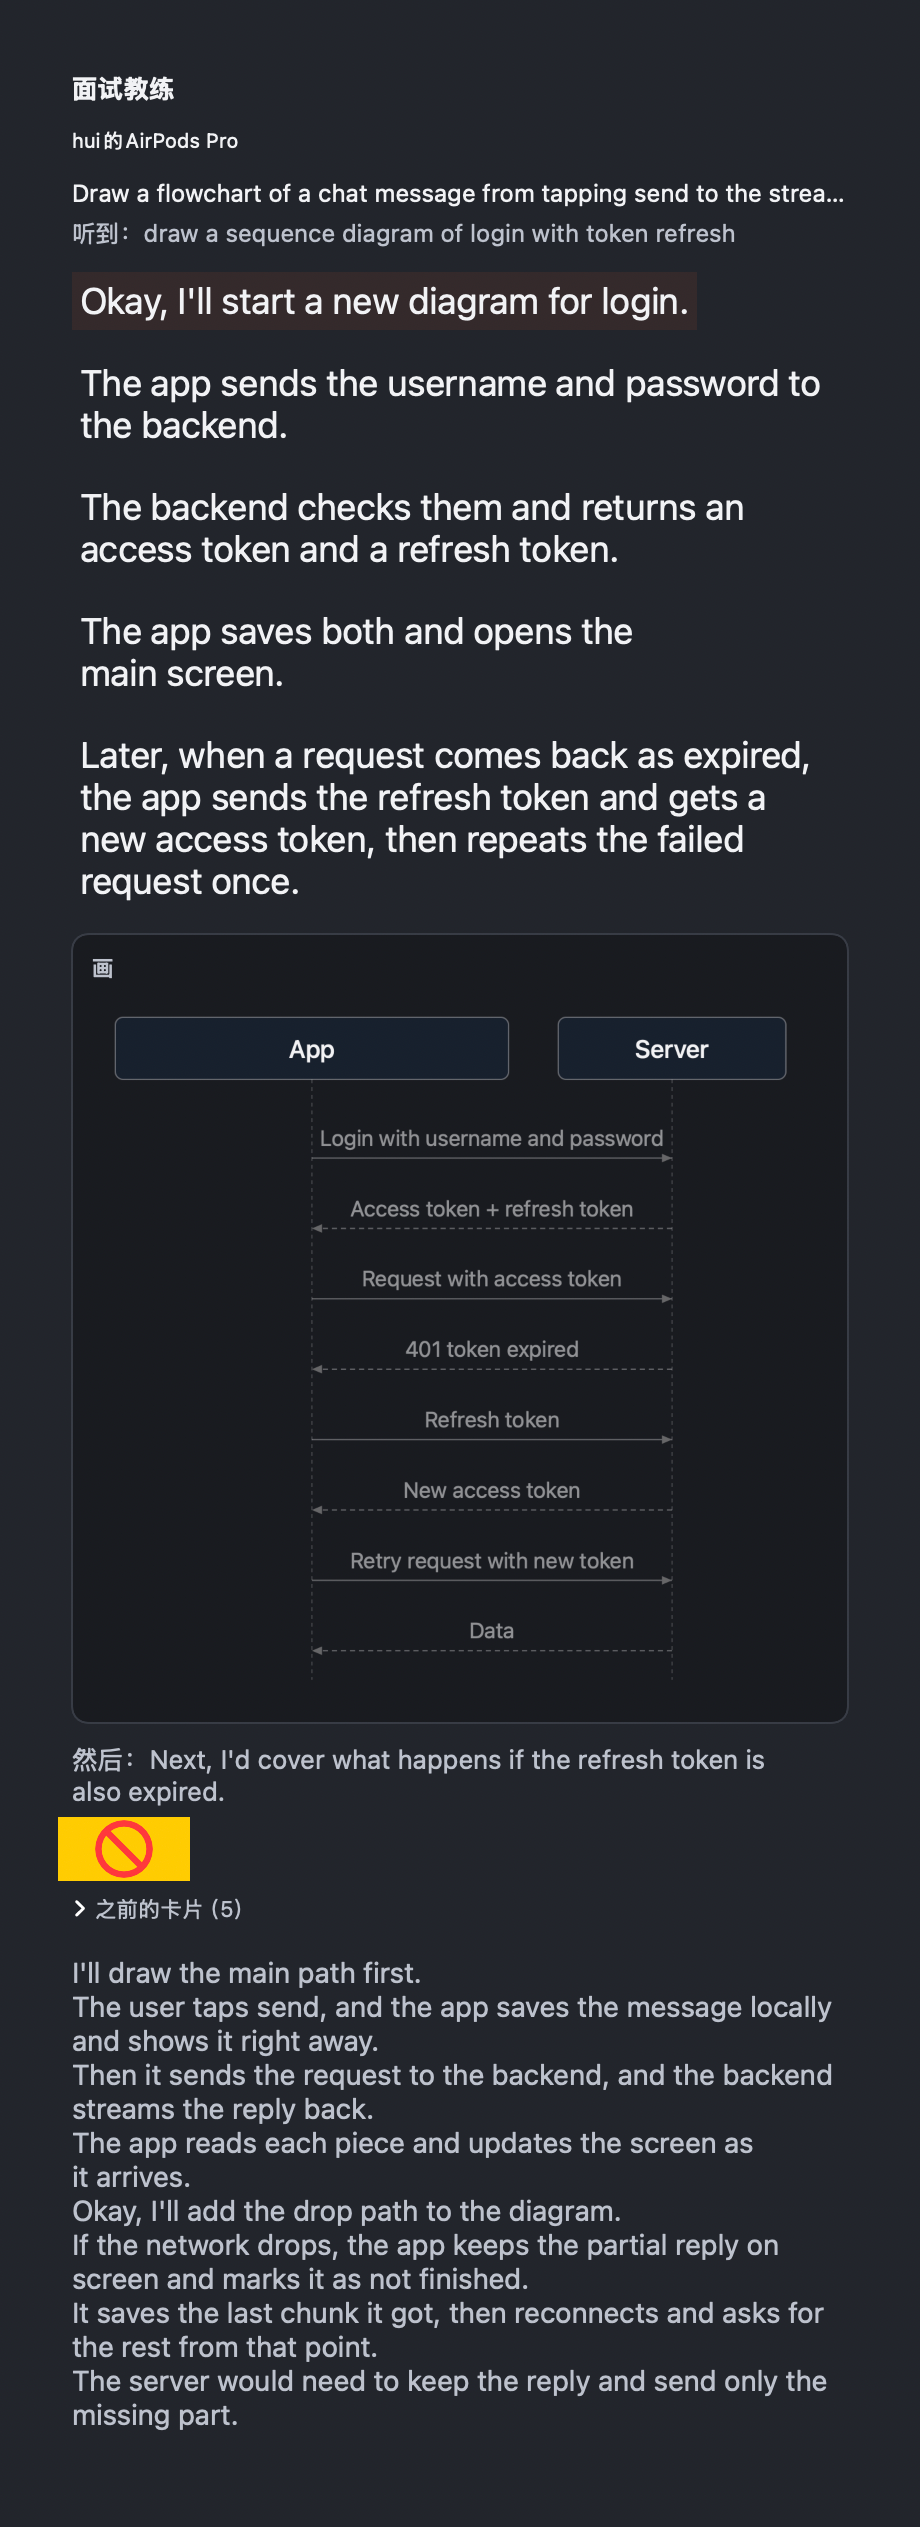 面试教练
hui的AirPods Pro
Draw a flowchart of a chat message from tapping send to the strea...
听到：draw a sequence diagram of login with token refresh
Okay, I'll start a new diagram for login.
The app sends the username and password to
the backend.
The backend checks them and returns an
access token and a refresh token.
The app saves both and opens the
main screen.
Later, when a request comes back as expired,
the app sends the refresh token and gets a
new access token, then repeats the failed
request once.
画
App
Server
Login with username and password
Access token + refresh token
Request with access token
401 token expired
Refresh token
New access token
Retry request with new token
Data
然后：Next, I'd cover what happens if the refresh token is
also expired.
之前的卡片 (5)
I'll draw the main path first.
The user taps send, and the app saves the message locally
and shows it right away.
Then it sends the request to the backend, and the backend
streams the reply back.
The app reads each piece and updates the screen as
it arrives.
Okay, I'll add the drop path to the diagram.
If the network drops, the app keeps the partial reply on
screen and marks it as not finished.
It saves the last chunk it got, then reconnects and asks for
the rest from that point.
The server would need to keep the reply and send only the
missing part.